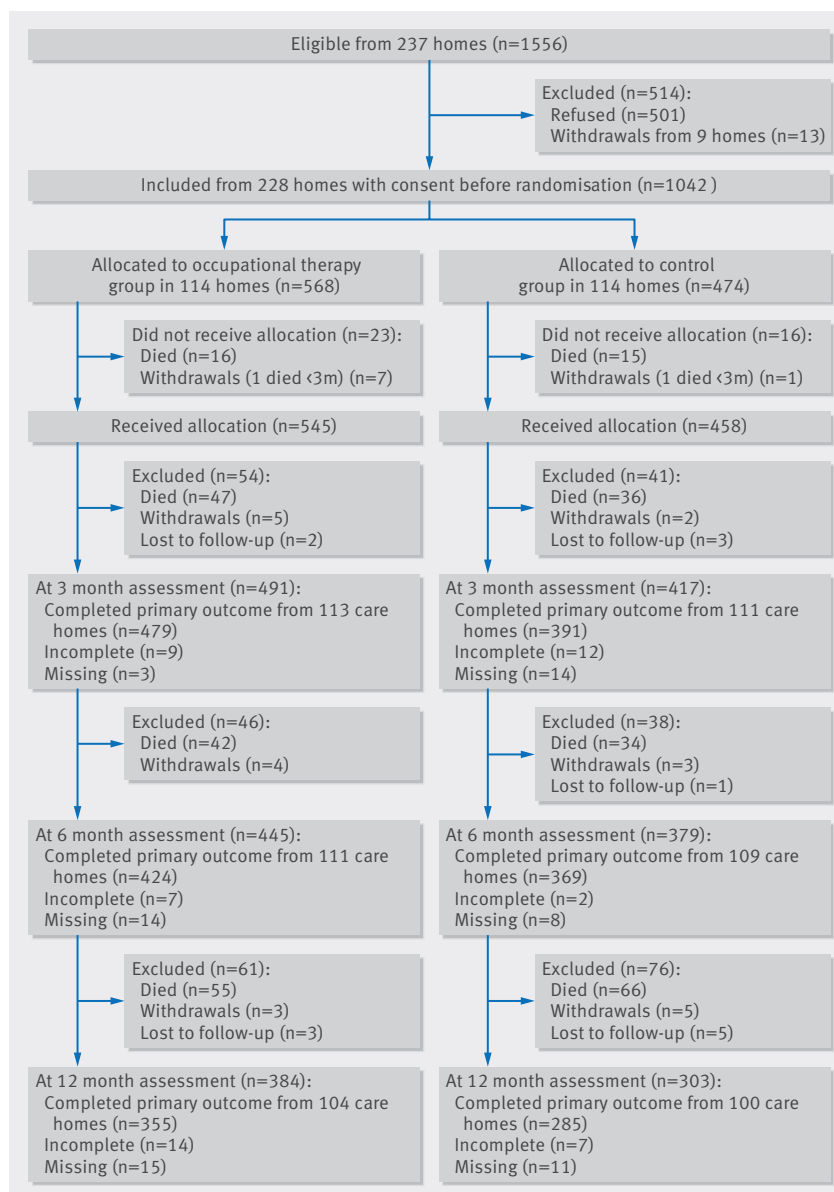 Eligible from 237 homes (n=1556)
Excluded (n=514):
Refused (n=501)
Withdrawals from 9 homes (n=13)
Included from 228 homes with consent before randomisation (n=1042 )
Allocated to occupational therapy
group in 114 homes (n=568)
Did not receive allocation (n=23):
Died (n=16)
Withdrawals (1 died <3m) (n=7)
Received allocation (n=545)
Excluded (n=54):
Died (n=47)
Withdrawals (n=5)
Lost to follow-up (n=2)
At 3 month assessment (n=491):
Completed primary outcome from 113 care
homes (n=479)
Incomplete (n=9)
Missing (n=3)
Excluded (n=46):
Died (n=42)
Withdrawals (n=4)
At 6 month assessment (n=445):
Completed primary outcome from 111 care
homes (n=424)
Incomplete (n=7)
Missing (n=14)
Excluded (n=61):
Died (n=55)
Withdrawals (n=3)
Lost to follow-up (n=3)
At 12 month assessment (n=384):
Completed primary outcome from 104 care
homes (n=355)
Incomplete (n=14)
Missing (n=15)
Allocated to control
group in 114 homes (n=474)
Did not receive allocation (n=16):
Died (n=15)
Withdrawals (1 died <3m) (n=1)
Received allocation (n=458)
Excluded (n=41):
Died (n=36)
Withdrawals (n=2)
Lost to follow-up (n=3)
At 3 month assessment (n=417):
Completed primary outcome from 111 care
homes (n=391)
Incomplete (n=12)
Missing (n=14)
Excluded (n=38):
Died (n=34)
Withdrawals (n=3)
Lost to follow-up (n=1)
At 6 month assessment (n=379):
Completed primary outcome from 109 care
homes (n=369)
Incomplete (n=2)
Missing (n=8)
Excluded (n=76):
Died (n=66)
Withdrawals (n=5)
Lost to follow-up (n=5)
At 12 month assessment (n=303):
Completed primary outcome from 100 care
homes (n=285)
Incomplete (n=7)
Missing (n=11)